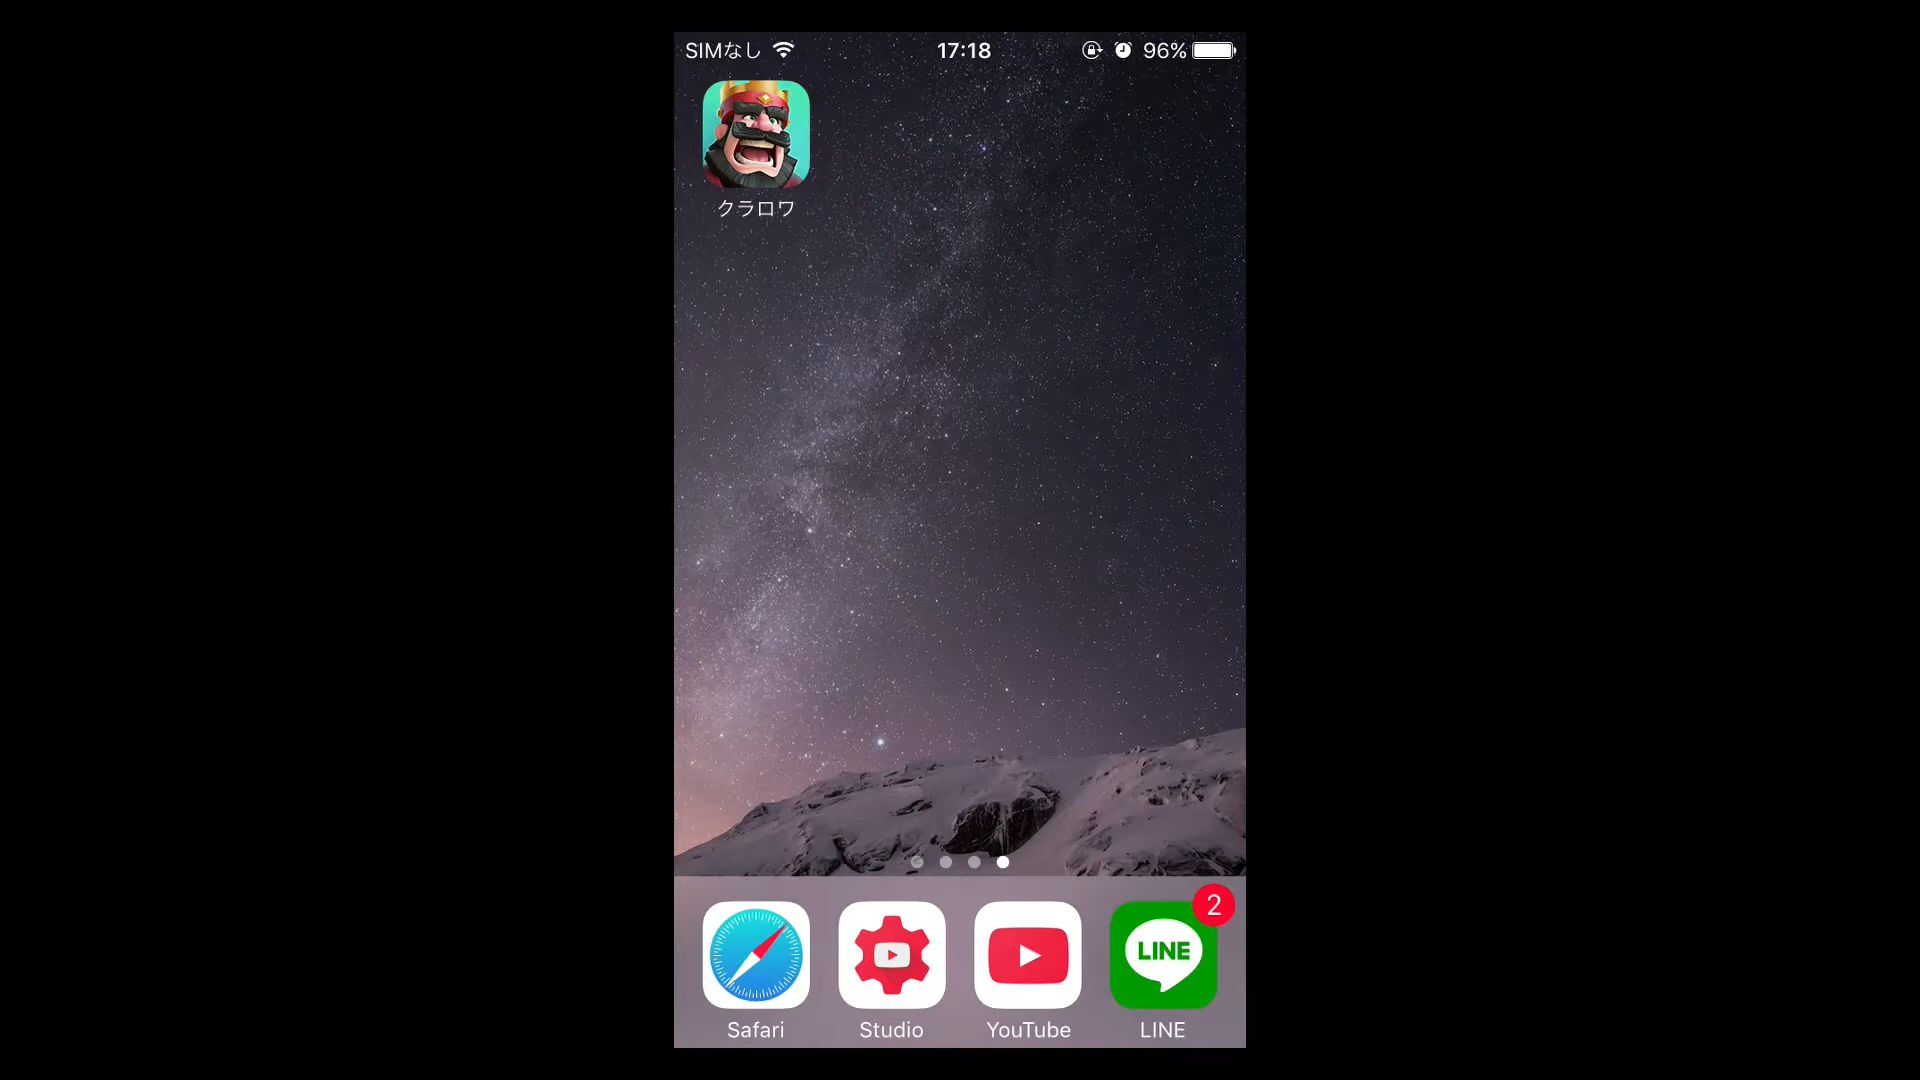 SIMなし 17:18 96%
クラロワ
2
LINE
Safari Studio YouTube LINE